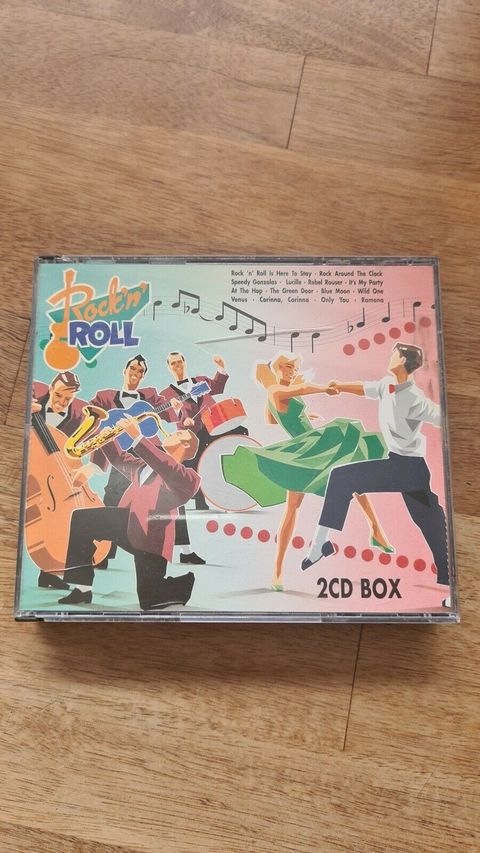 Rock 'n'
ROLL
Rock 'n' Roll Is Here To Stay · Rock Around The Clock
Speedy Gonzalas · Lucille · Rebel Rouser · It's My Party
At The Hop · The Green Door · Blue Moon · Wild One
Venus · Corinna, Corinna · Only You · Ramona
2CD BOX